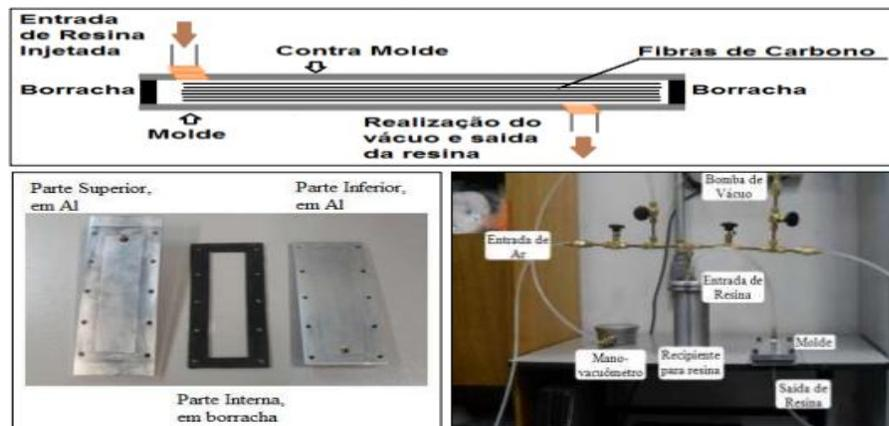 Entrada
de Resina
Injetada
Contra Molde
Fibras de Carbono
Borracha
Borracha
Molde
Realização do
vácuo e saida
da resina
Parte Superior,
em Al
Parte Inferior,
em Al
Parte Interna,
em borracha
Bomba de
Vácuo
Entrada de
Ar
Entrada de
Resina
Molde
Mano-
vacuômetro
Recipiente
para resina
Saída de
Resina